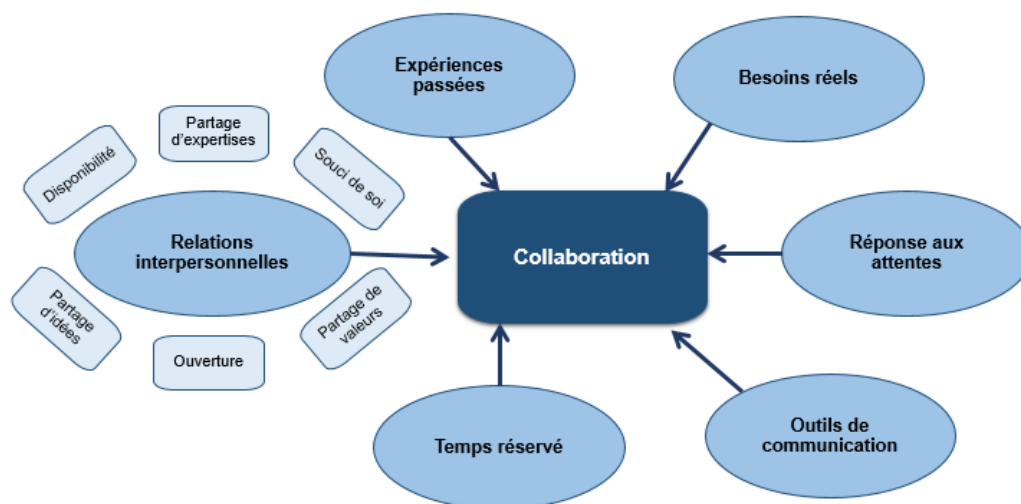 Expériences
passées
Besoins réels
Partage
d'expertises
Disponibilité
Souci de soi
Relations
interpersonnelles
Collaboration
Réponse aux
attentes
Partage
d'idées
Ouverture
Partage de
valeurs
Temps réservé
Outils de
communication